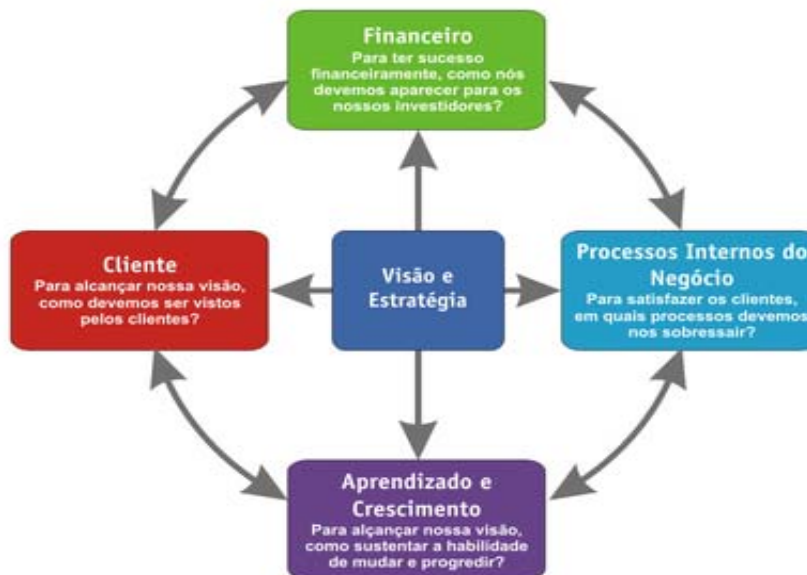 Financeiro
Para ter sucesso
financeiramente, como nós
devemos aparecer para os
nossos investidores?
Cliente
Para alcançar nossa visão,
como devemos ser vistos
pelos clientes?
Visão e
Estratégia
Processos Internos do
Negócio
Para satisfazer os clientes,
em quais processos devemos
nos sobressair?
Aprendizado e
Crescimento
Para alçançar nossa visão,
como sustentar a habilidade
de mudar e progredir?